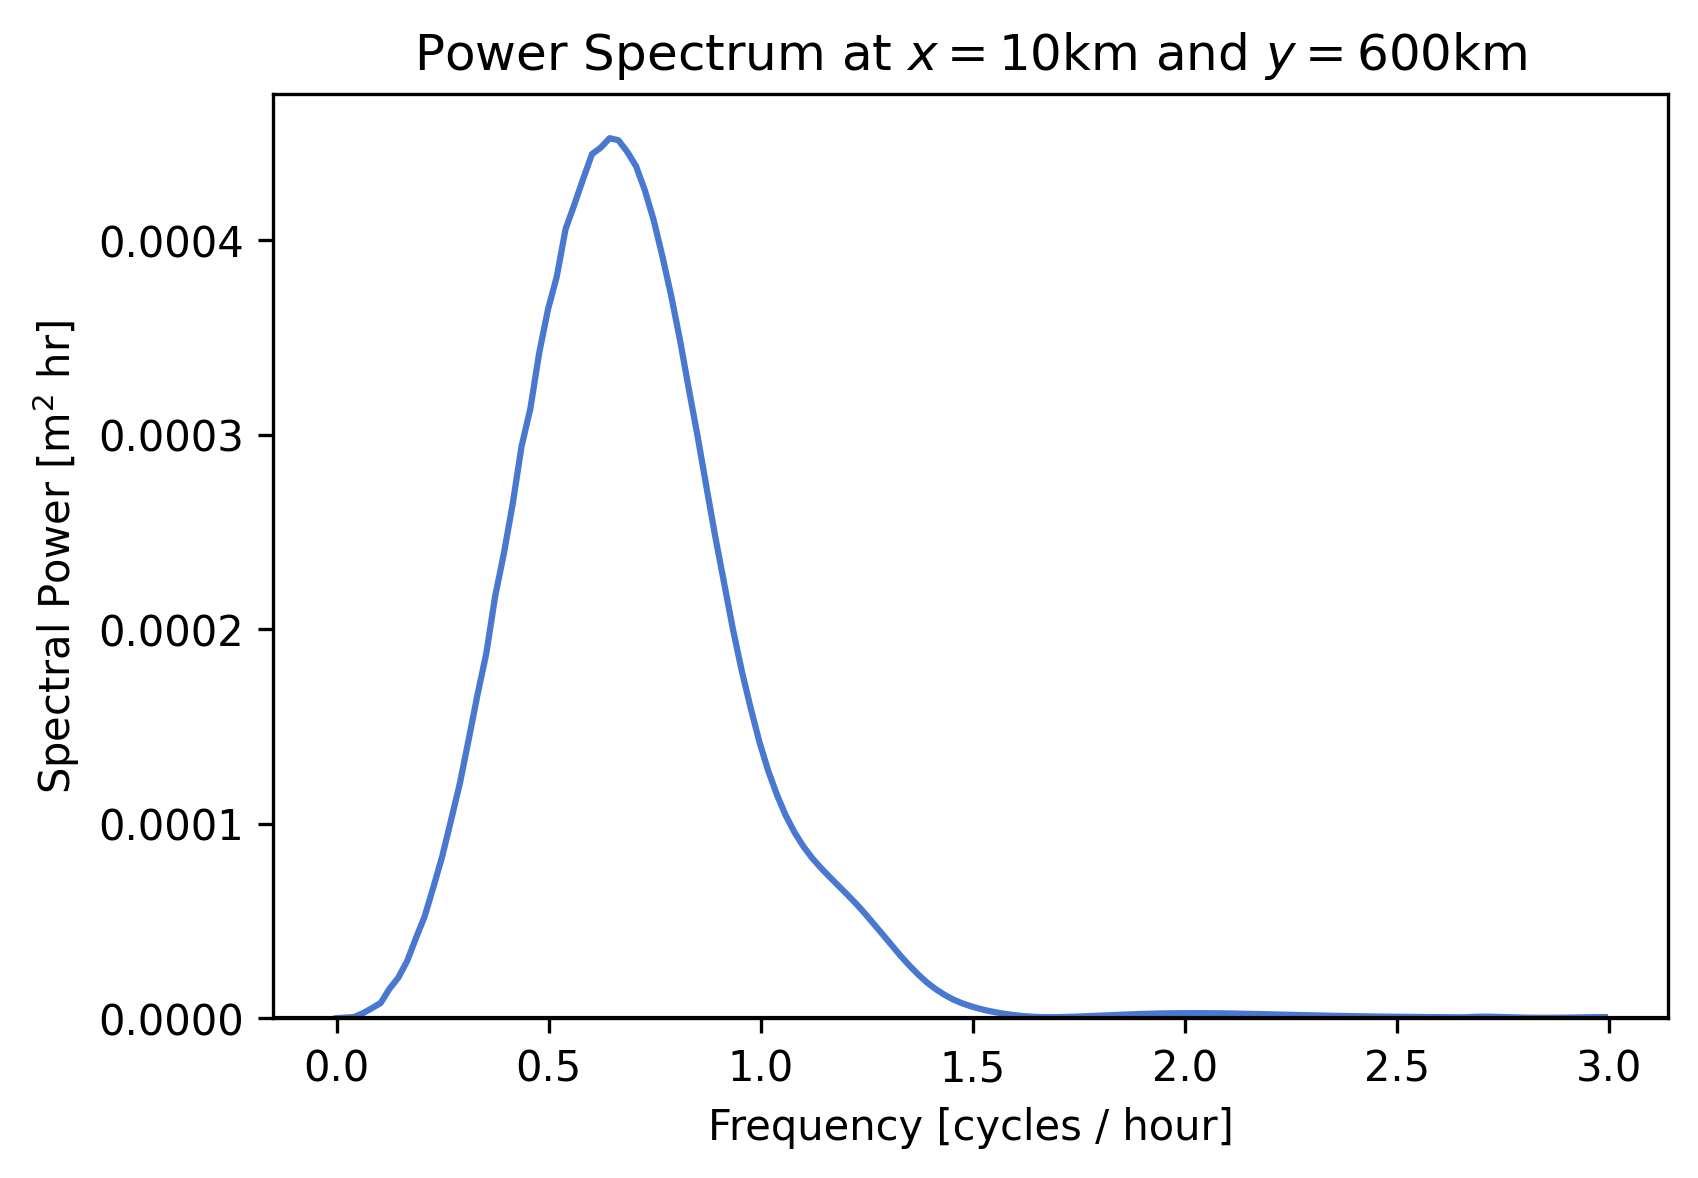 Power Spectrum at x = 10km and y = 600km
Spectral Power [m² hr]
0.0004
0.0003
0.0002
0.0001
0.0000
0.0 0.5 1.0 1.5 2.0 2.5 3.0
Frequency [cycles / hour]